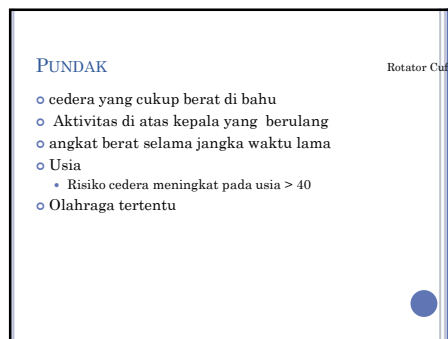 PUNDAK
Rotator Cuf
cedera yang cukup berat di bahu
Aktivitas di atas kepala yang berulang
angkat berat selama jangka waktu lama
Usia
Risiko cedera meningkat pada usia > 40
Olahraga tertentu